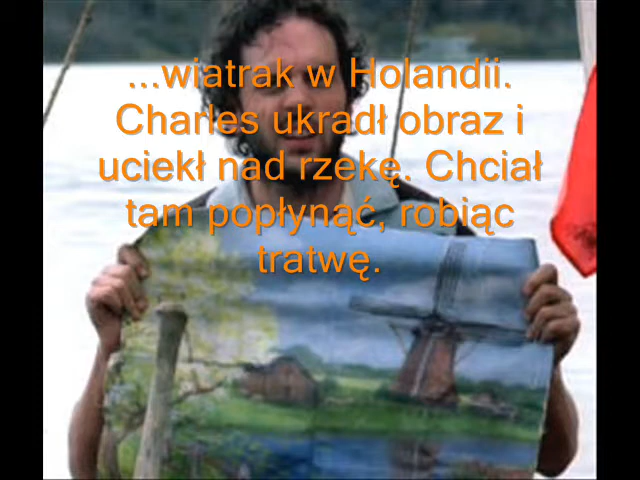 ...wiatrak w Holandii.
Charles ukradł obraz i
uciekł nad rzekę. Chciał
tam popłynąć, robiąc
tratwę.